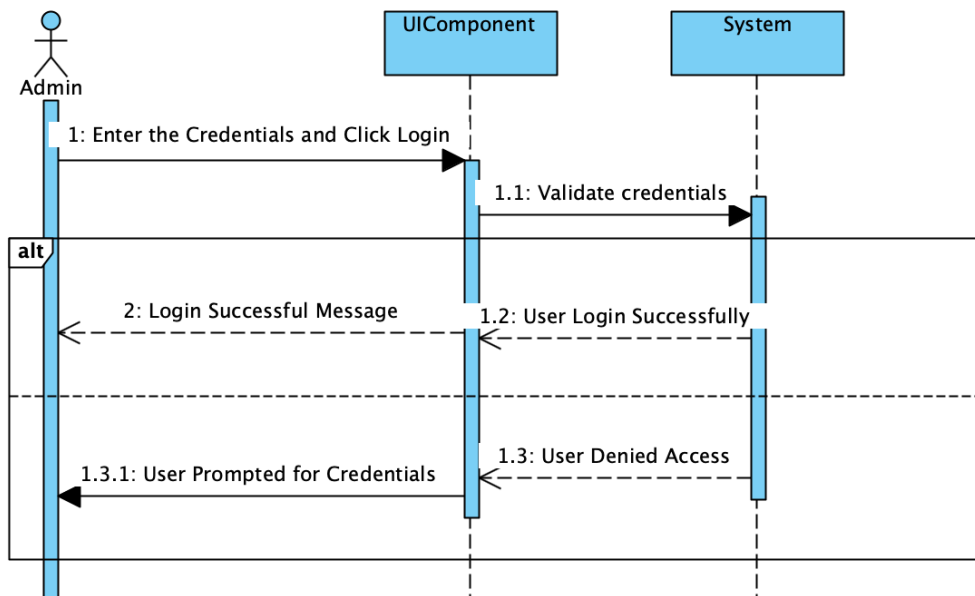 UIComponent
System
Admin
1: Enter the Credentials and Click Login
1.1: Validate credentials
alt
2: Login Successful Message
1.2: User Login Successfully
1.3: User Denied Access
1.3.1: User Prompted for Credentials